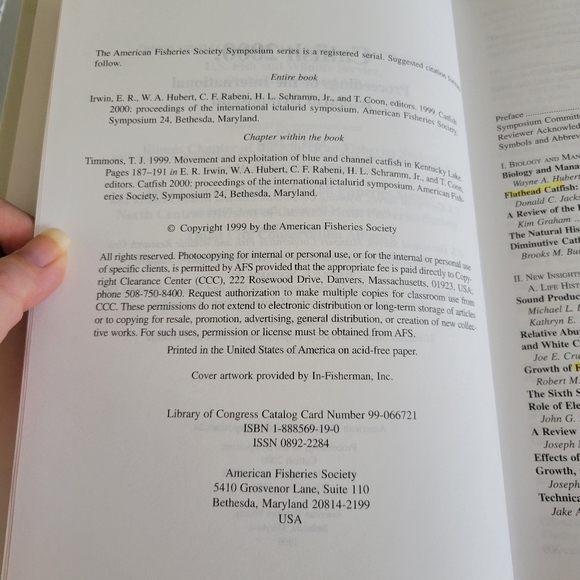 The American Fisheries Society Symposium series is a registered serial. Suggested citation formats
follow.
Entire book
Irwin, E. R., W. A. Hubert, C. F. Rabeni, H. L. Schramm, Jr., and T. Coon, editors. 1999. Catfish
2000: proceedings of the international ictalurid symposium. American Fisheries Society,
Symposium 24, Bethesda, Maryland.
Chapter within the book
Timmons, T. J. 1999. Movement and exploitation of blue and channel catfish in Kentucky Lake.
Pages 187–191 in E. R. Irwin, W. A. Hubert, C. F. Rabeni, H. L. Schramm, Jr., and T. Coon,
editors. Catfish 2000: proceedings of the international ictalurid symposium. American Fish-
eries Society, Symposium 24, Bethesda, Maryland.
© Copyright 1999 by the American Fisheries Society
All rights reserved. Photocopying for internal or personal use, or for the internal or personal use
of specific clients, is permitted by AFS provided that the appropriate fee is paid directly to Copy-
right Clearance Center (CCC), 222 Rosewood Drive, Danvers, Massachusetts, 01923, USA;
phone 508-750-8400. Request authorization to make multiple copies for classroom use from
CCC. These permissions do not extend to electronic distribution or long-term storage of articles
or to copying for resale, promotion, advertising, general distribution, or creation of new collec-
tive works. For such uses, permission or license must be obtained from AFS.
Printed in the United States of America on acid-free paper.
Cover artwork provided by In-Fisherman, Inc.
Library of Congress Catalog Card Number 99-066721
ISBN 1-888569-19-0
ISSN 0892-2284
American Fisheries Society
5410 Grosvenor Lane, Suite 110
Bethesda, Maryland 20814-2199
USA
Preface
Symposium Committ
Reviewer Acknowled
Symbols and Abbrev
I. BIOLOGY AND MAN
Biology and Mana
Wayne A. Hubert
Flathead Catfish:
Donald C. Jacks
A Review of the
Kim Graham ..
The Natural His
Diminutive Catf
Brooks M. Bu
II. NEW INSIGHT
A. LIFE HIST
Sound Produc
Michael L.
Kathryn E.
Relative Abu
and White C
Joe E. Cru
Growth of F
Robert M.
The Sixth S
Role of Ele
John G.
A Review
Joseph
Effects of
Growth,
Joseph
Technica
Jake A